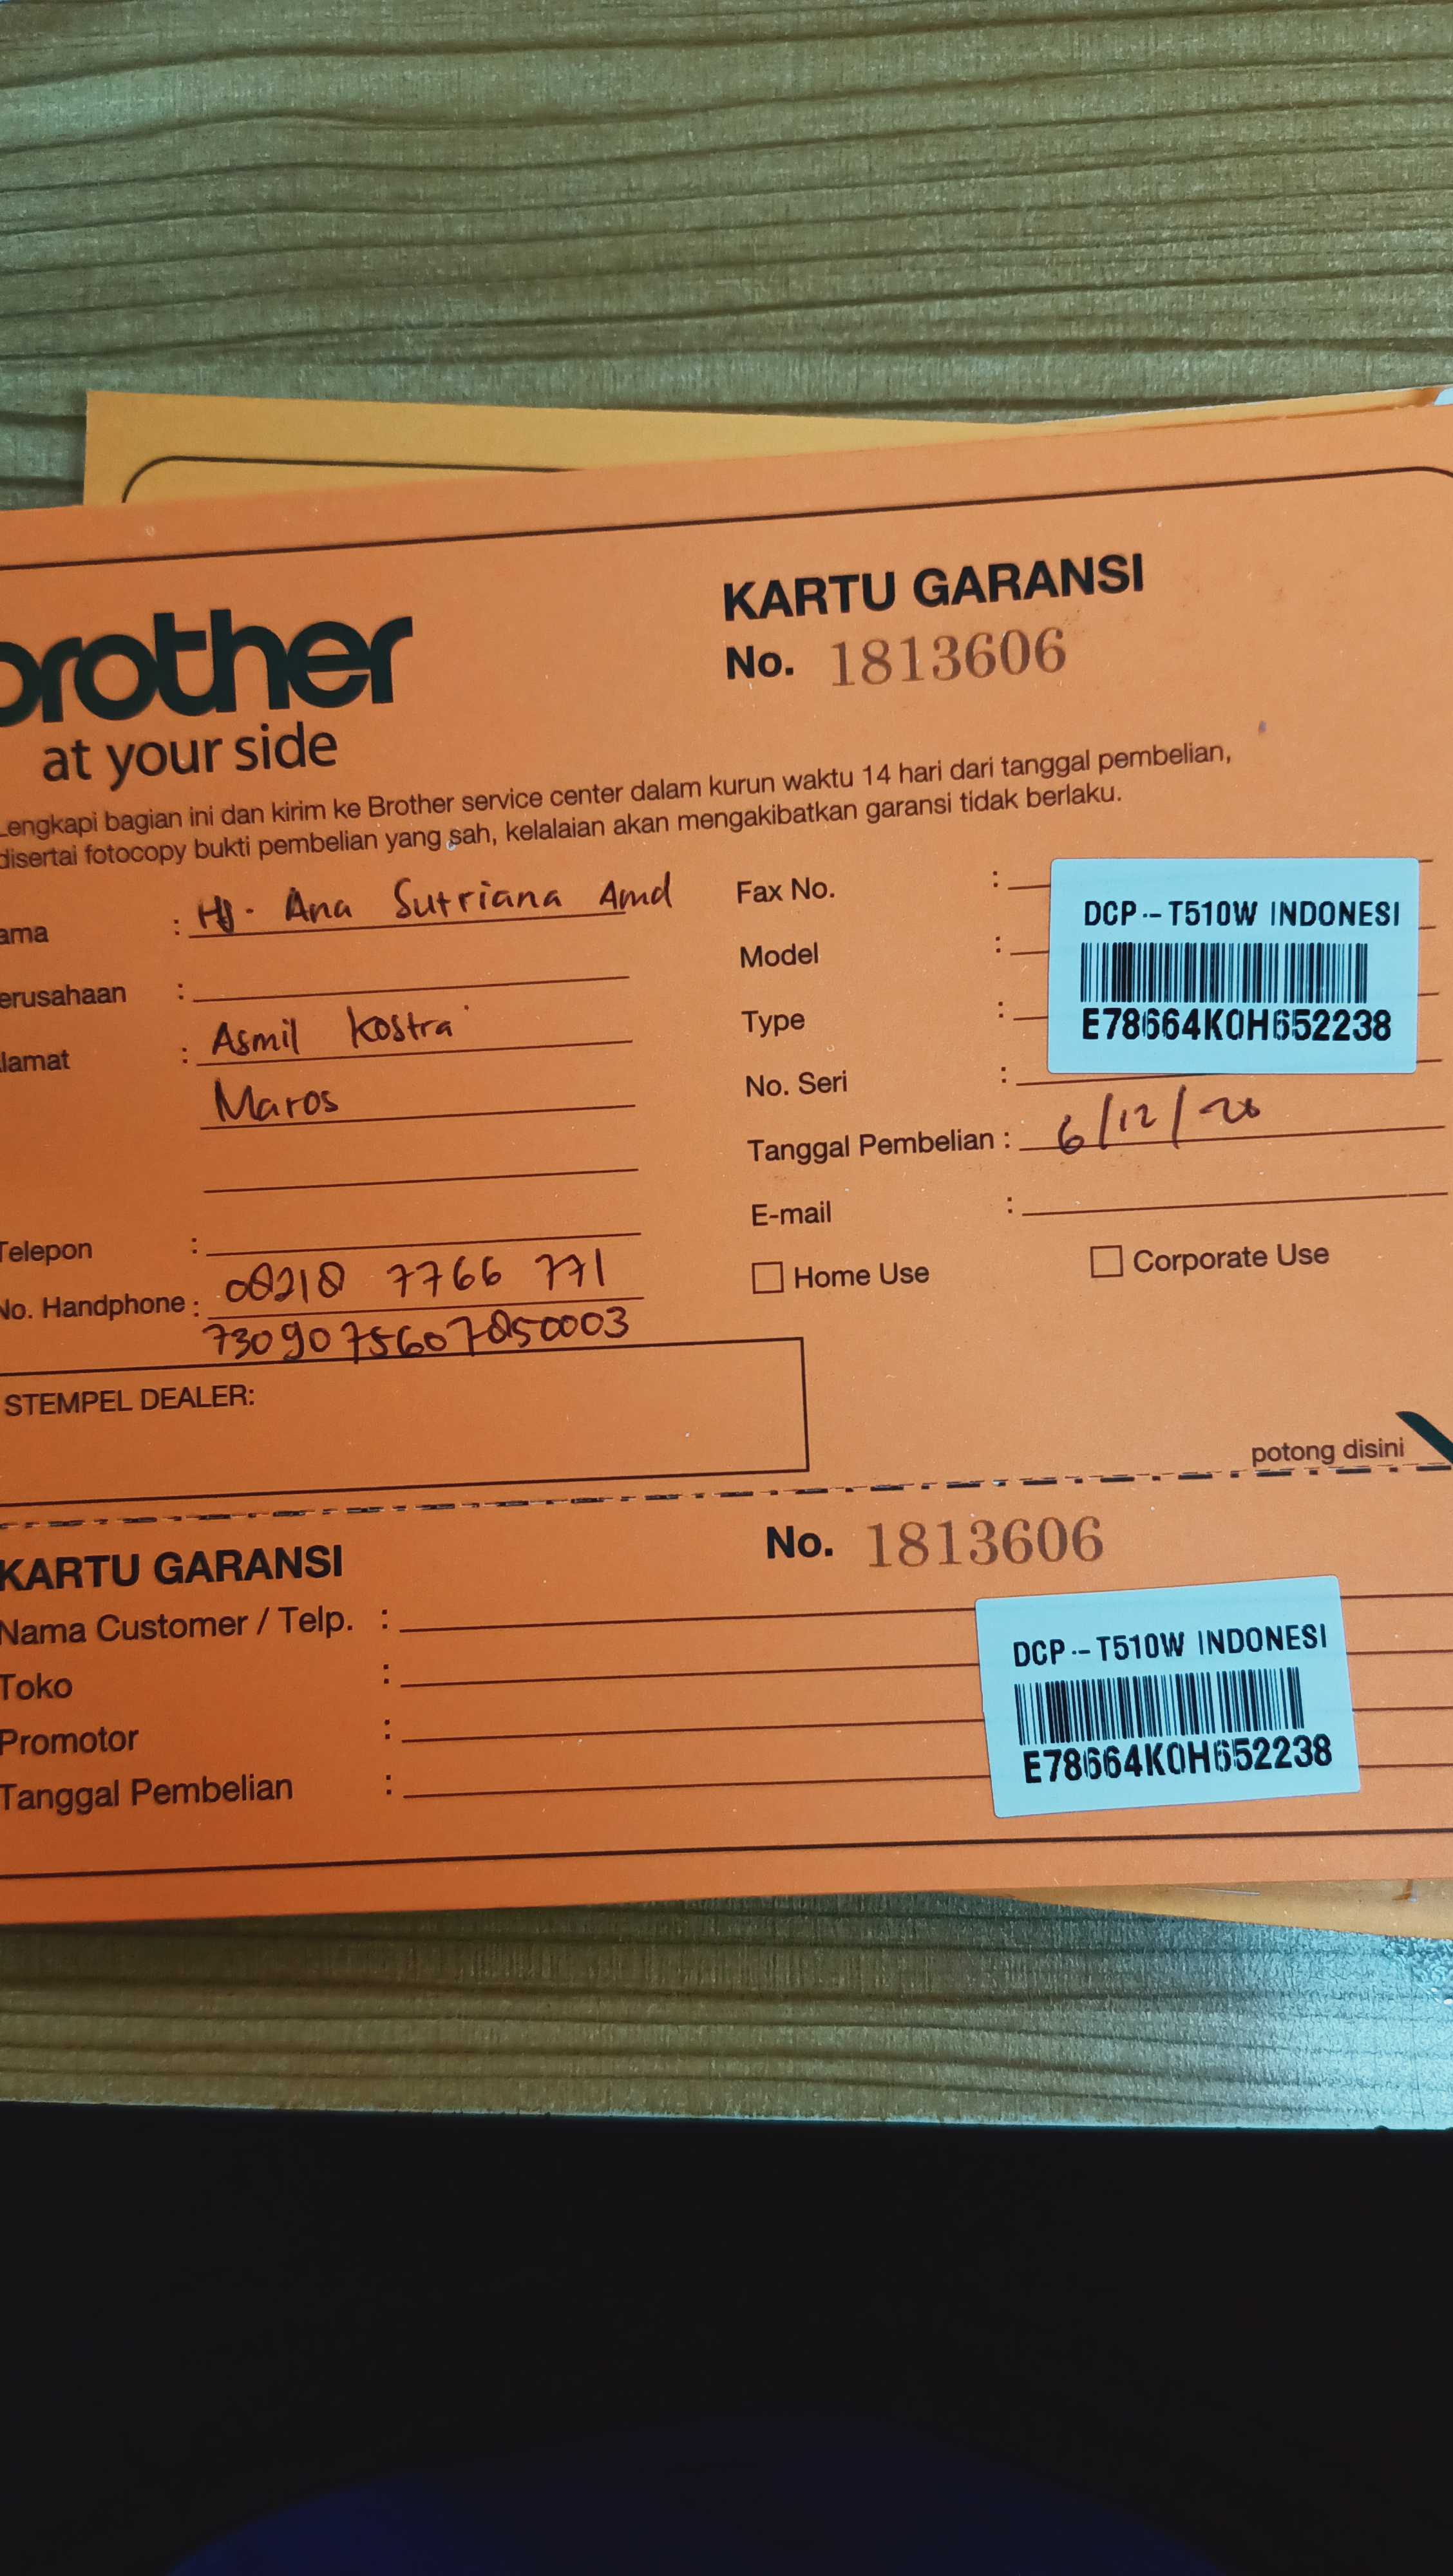 brother
at your side
KARTU GARANSI
No. 1813606
Lengkapi bagian ini dan kirim ke Brother service center dalam kurun waktu 14 hari dari tanggal pembelian,
disertai fotocopy bukti pembelian yang sah, kelalaian akan mengakibatkan garansi tidak berlaku.
ama : Hj. Ana Sutriana Amd
erusahaan :
lamat : Asmil Kostra
Maros
Telepon :
No. Handphone : 08218 7766 771
7309075607850003
Fax No. :
Model :
Type :
No. Seri :
DCP-T510W INDONESI
E78664K0H652238
Tanggal Pembelian : 6/12/20
E-mail :
Home Use
Corporate Use
STEMPEL DEALER:
potong disini
KARTU GARANSI
No. 1813606
Nama Customer / Telp. :
Toko :
Promotor :
Tanggal Pembelian :
DCP-T510W INDONESI
E78664K0H652238